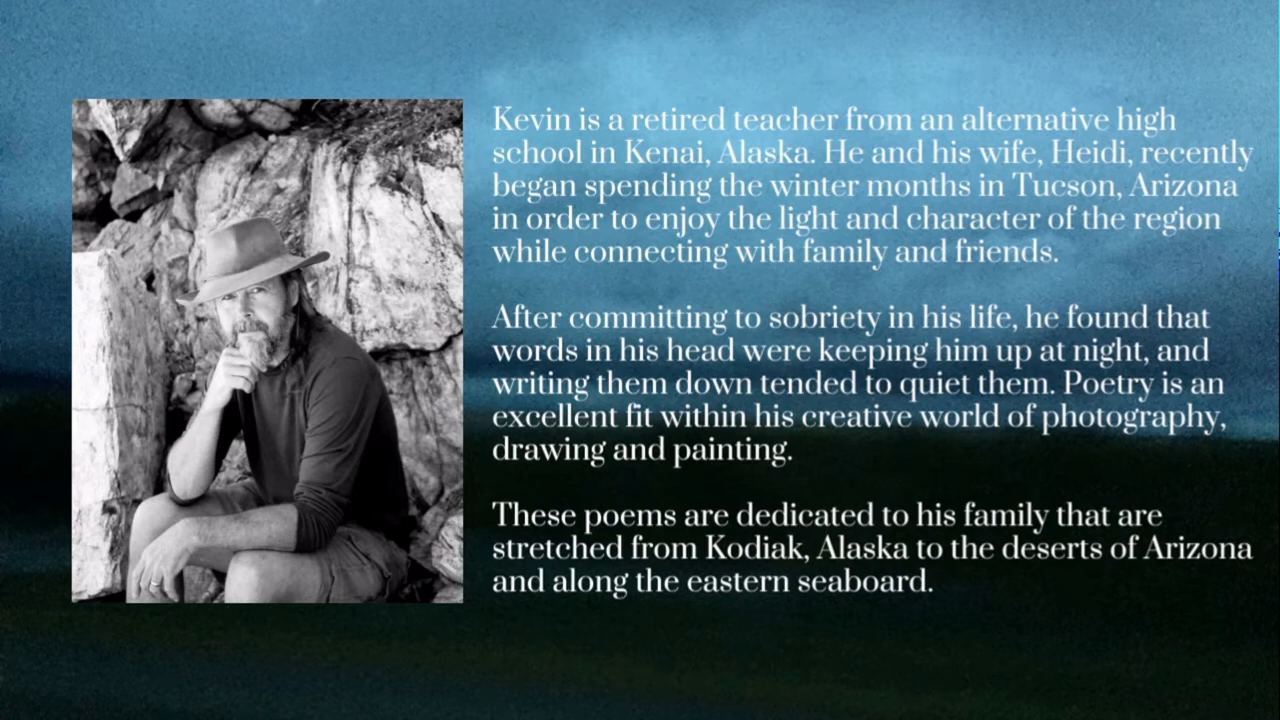 Kevin is a retired teacher from an alternative high
school in Kenai, Alaska. He and his wife, Heidi, recently
began spending the winter months in Tucson, Arizona
in order to enjoy the light and character of the region
while connecting with family and friends.
After committing to sobriety in his life, he found that
words in his head were keeping him up at night, and
writing them down tended to quiet them. Poetry is an
excellent fit within his creative world of photography,
drawing and painting.
These poems are dedicated to his family that are
stretched from Kodiak, Alaska to the deserts of Arizona
and along the eastern seaboard.